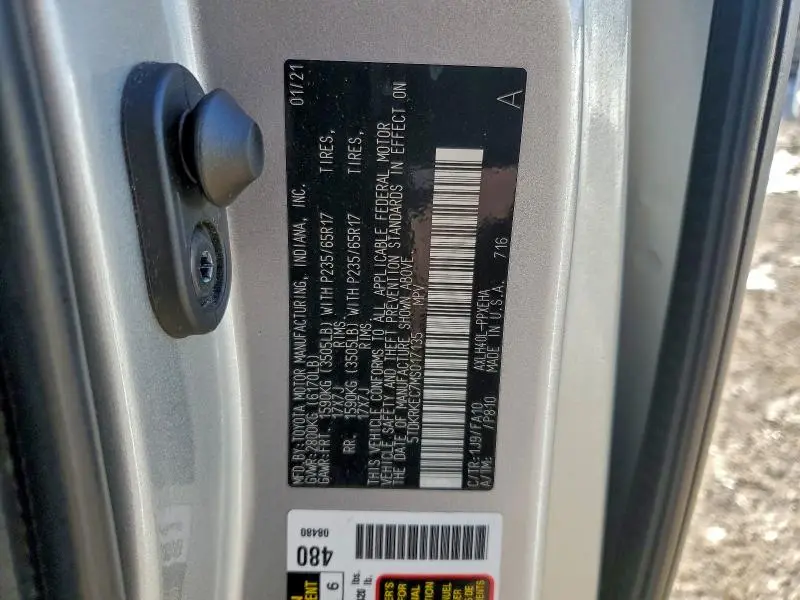 MFD.BY:TOYOTA MOTOR MANUFACTURING, INDIANA, INC. 01/21
GVWR:2800KG (6170LB)
GAWR:FRT. 1590KG (3505LB) WITH P235/65R17 TIRES,
17X7J RIMS
RR. 1590KG (3505LB) WITH P235/65R17 TIRES,
17X7J RIMS
THIS VEHICLE CONFORMS TO ALL APPLICABLE FEDERAL MOTOR
VEHICLE SAFETY AND THEFT PREVENTION STANDARDS IN EFFECT ON
THE DATE OF MANUFACTURE SHOWN ABOVE.
5TDKRKEC7MS017135 MPV
A
C/TR:1J9/FA10 AXLH40L-PPXEHA
A/TM: /P810 MADE IN U.S.A. 716
480
08480
6